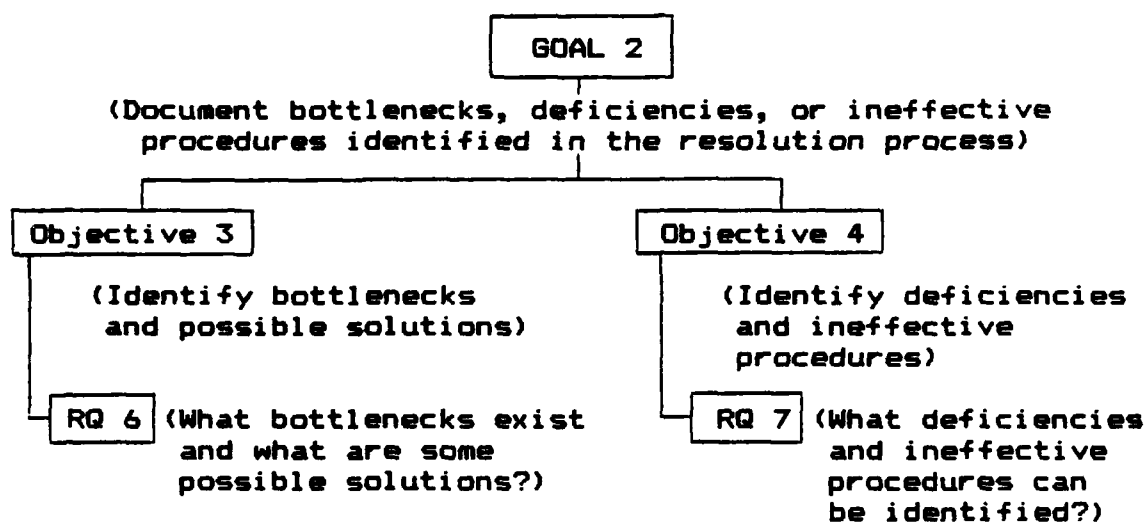 GOAL 2
(Document bottlenecks, deficiencies, or ineffective
procedures identified in the resolution process)
Objective 3
(Identify bottlenecks
and possible solutions)
RQ 6 (What bottlenecks exist
and what are some
possible solutions?)
Objective 4
(Identify deficiencies
and ineffective
procedures)
RQ 7 (What deficiencies
and ineffective
procedures can
be identified?)